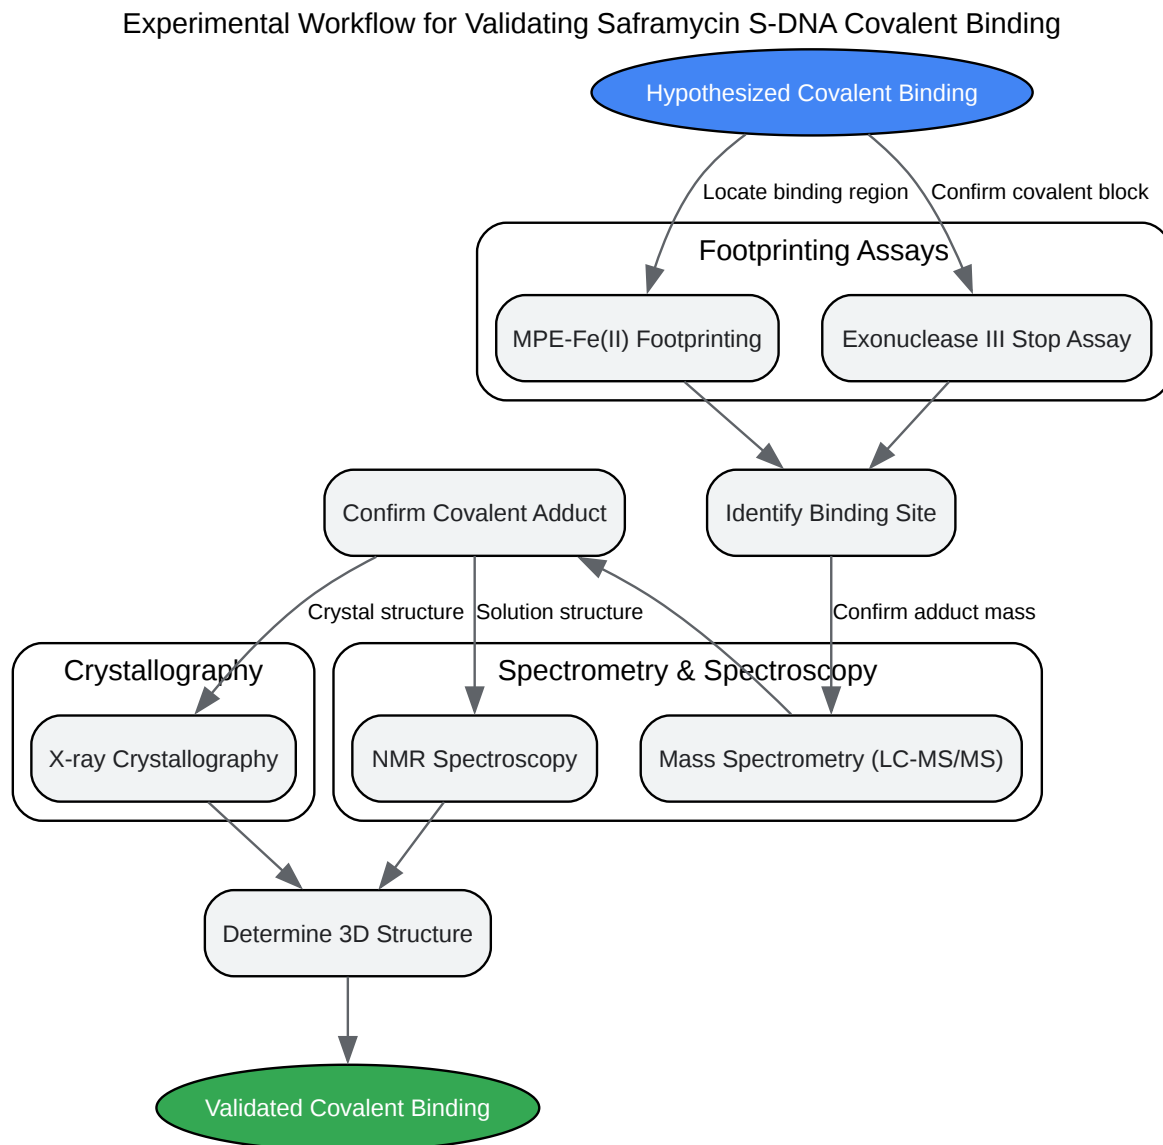 Experimental Workflow for Validating Saframycin S-DNA Covalent Binding
Hypothesized Covalent Binding
Locate binding region
Confirm covalent block
Footprinting Assays
MPE-Fe(II) Footprinting
Exonuclease III Stop Assay
Confirm Covalent Adduct
Identify Binding Site
Crystal structure
Solution structure
Confirm adduct mass
Crystallography
Spectrometry & Spectroscopy
X-ray Crystallography
NMR Spectroscopy
Mass Spectrometry (LC-MS/MS)
Determine 3D Structure
Validated Covalent Binding